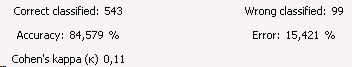 Correct classified: 543 Wrong classified: 99
Accuracy: 84,579 % Error: 15,421 %
Cohen's kappa (κ) 0,11